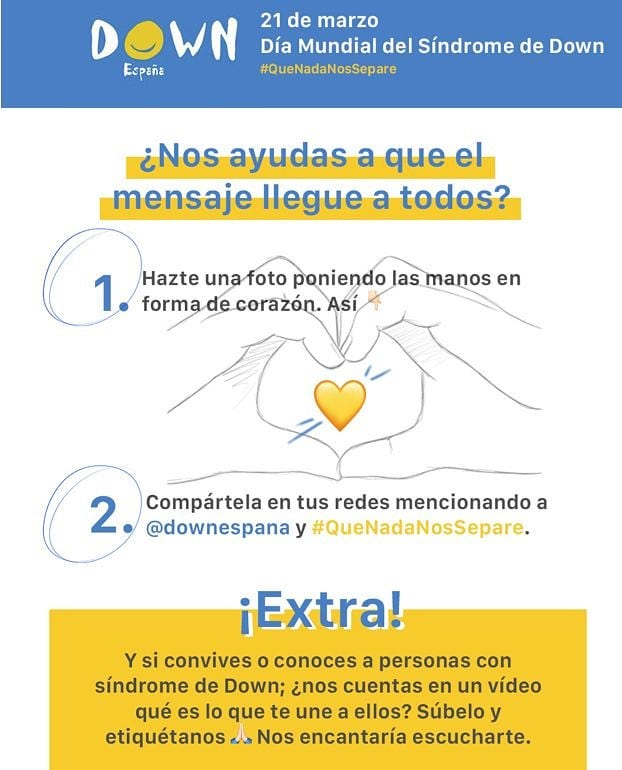 DOWN
España
21 de marzo
Día Mundial del Síndrome de Down
#QueNadaNosSepare
¿Nos ayudas a que el
mensaje llegue a todos?
1. Hazte una foto poniendo las manos en
forma de corazón. Así 👇🏻
2. Compártela en tus redes mencionando a
@downespana y #QueNadaNosSepare.
¡Extra!
Y si convives o conoces a personas con
síndrome de Down; ¿nos cuentas en un vídeo
qué es lo que te une a ellos? Súbelo y
etiquétanos 🙏🏻 Nos encantaría escucharte.